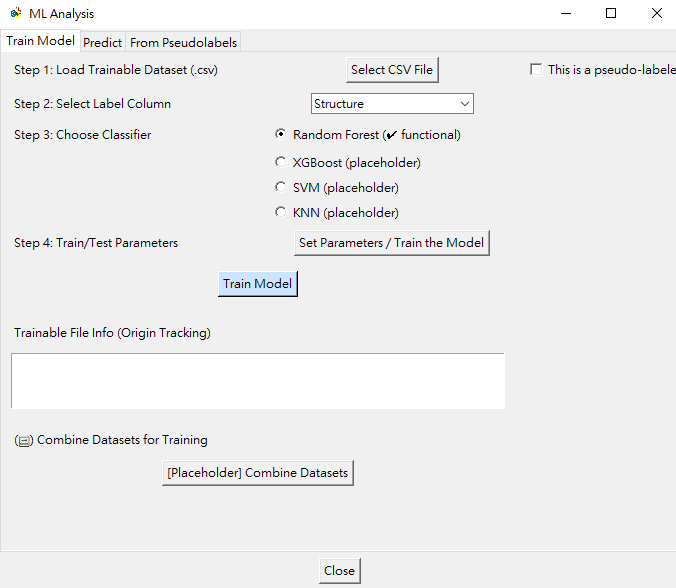 ML Analysis
Train Model Predict From Pseudolabels
Step 1: Load Trainable Dataset (.csv) Select CSV File This is a pseudo-labele
Step 2: Select Label Column Structure
Step 3: Choose Classifier Random Forest (✔ functional)
XGBoost (placeholder)
SVM (placeholder)
KNN (placeholder)
Step 4: Train/Test Parameters Set Parameters / Train the Model
Train Model
Trainable File Info (Origin Tracking)
Combine Datasets for Training
[Placeholder] Combine Datasets
Close